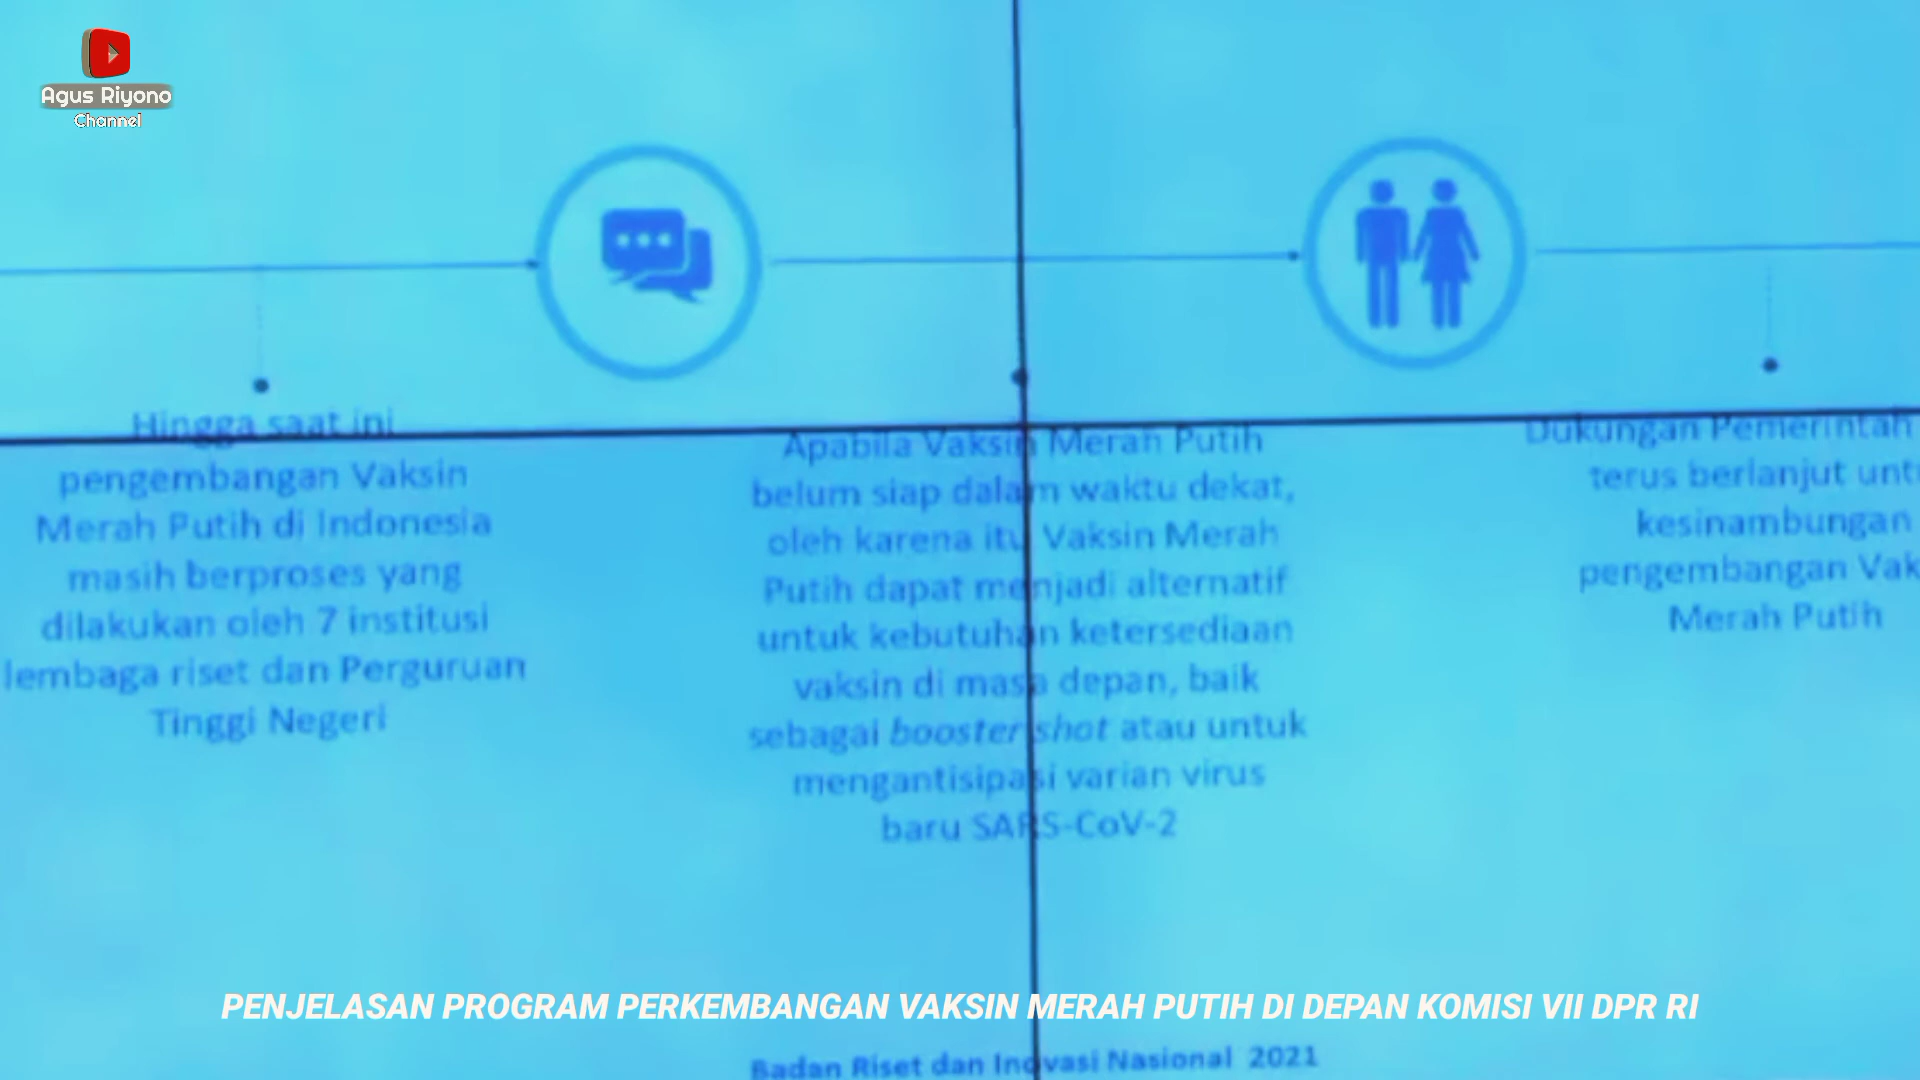 Agus Riyono
Channel
Hingga saat ini
pengembangan Vaksin
Merah Putih di Indonesia
masih berproses yang
dilakukan oleh 7 institusi
lembaga riset dan Perguruan
Tinggi Negeri
Apabila Vaksin Merah Putih
belum siap dalam waktu dekat,
oleh karena itu Vaksin Merah
Putih dapat menjadi alternatif
untuk kebutuhan ketersediaan
vaksin di masa depan, baik
sebagai booster shot atau untuk
mengantisipasi varian virus
baru SARS-CoV-2
Dukungan Pemerintah
terus berlanjut unt
kesinambungan
pengembangan Vak
Merah Putih
PENJELASAN PROGRAM PERKEMBANGAN VAKSIN MERAH PUTIH DI DEPAN KOMISI VII DPR RI
Badan Riset dan Inovasi Nasional 2021